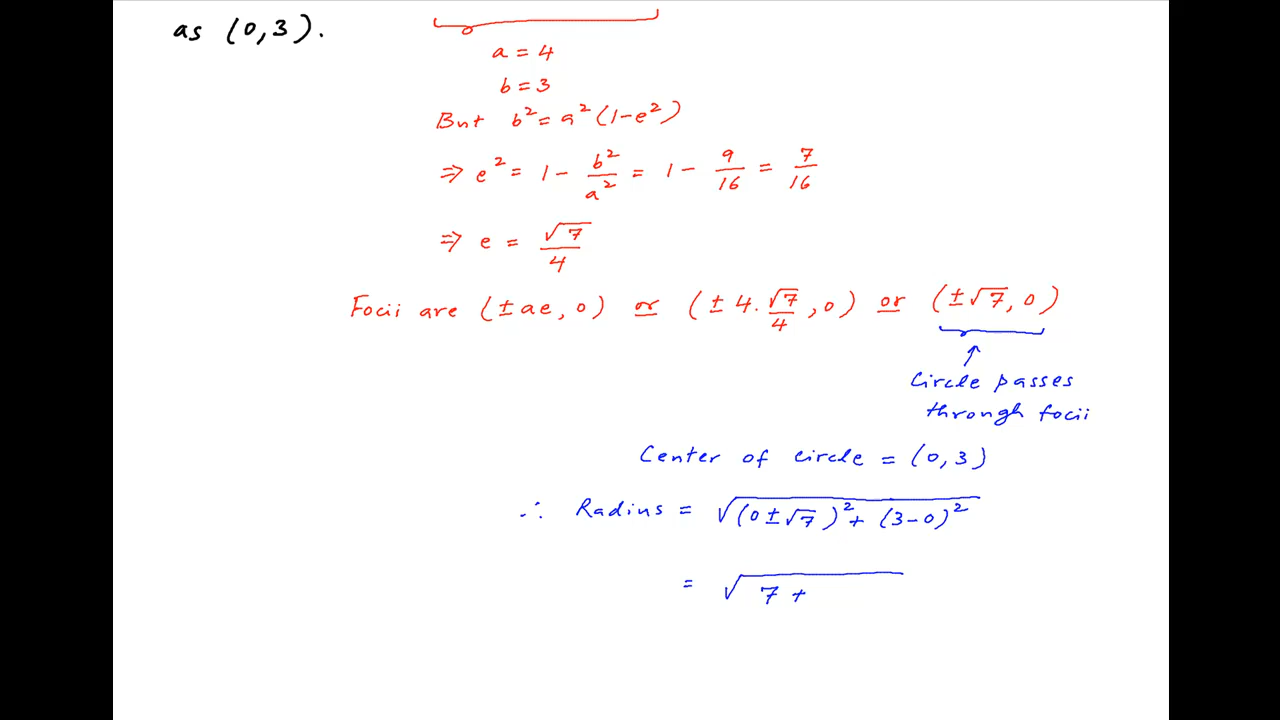 as (0,3).
a = 4
b = 3
But b² = a²(1-e²)
⇒ e² = 1 - b²/a² = 1 - 9/16 = 7/16
⇒ e = √7/4
Focii are (±ae, 0) or (±4·√7/4, 0) or (±√7, 0)
↑
Circle passes
through focii
Center of circle = (0,3)
∴ Radius = √((0±√7)² + (3-0)²)
= √(7 +